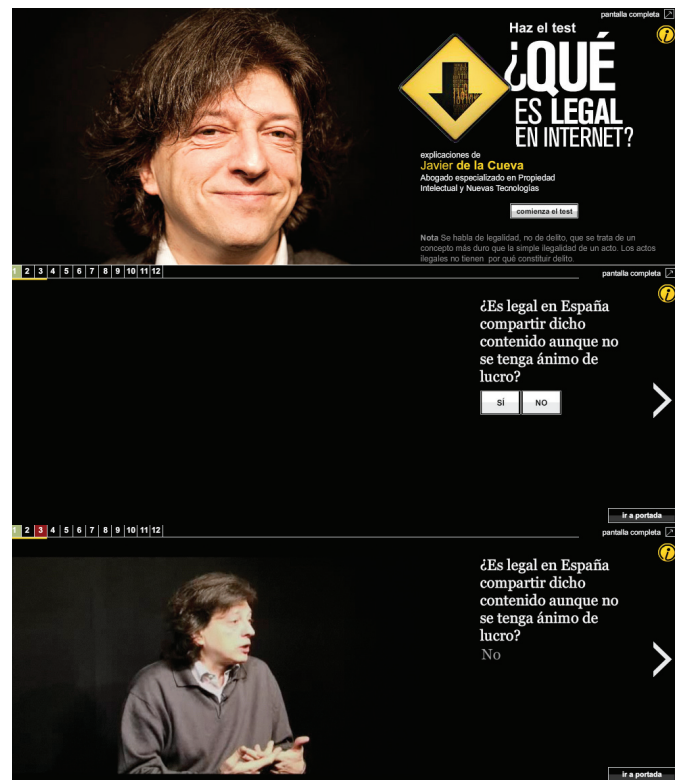 pantalla completa
Haz el test
¿QUÉ
ES LEGAL
EN INTERNET?
explicaciones de
Javier de la Cueva
Abogado especializado en Propiedad
Intelectual y Nuevas Tecnologías
comienza el test
Nota Se habla de legalidad, no de delito, que se trata de un
concepto más duro que la simple ilegalidad de un acto. Los actos
ilegales no tienen por qué constituir delito.
1 2 3 4 5 6 7 8 9 10 11 12
pantalla completa
¿Es legal en España
compartir dicho
contenido aunque no
se tenga ánimo de
lucro?
SÍ NO
ir a portada
1 2 3 4 5 6 7 8 9 10 11 12
pantalla completa
¿Es legal en España
compartir dicho
contenido aunque no
se tenga ánimo de
lucro?
No
ir a portada